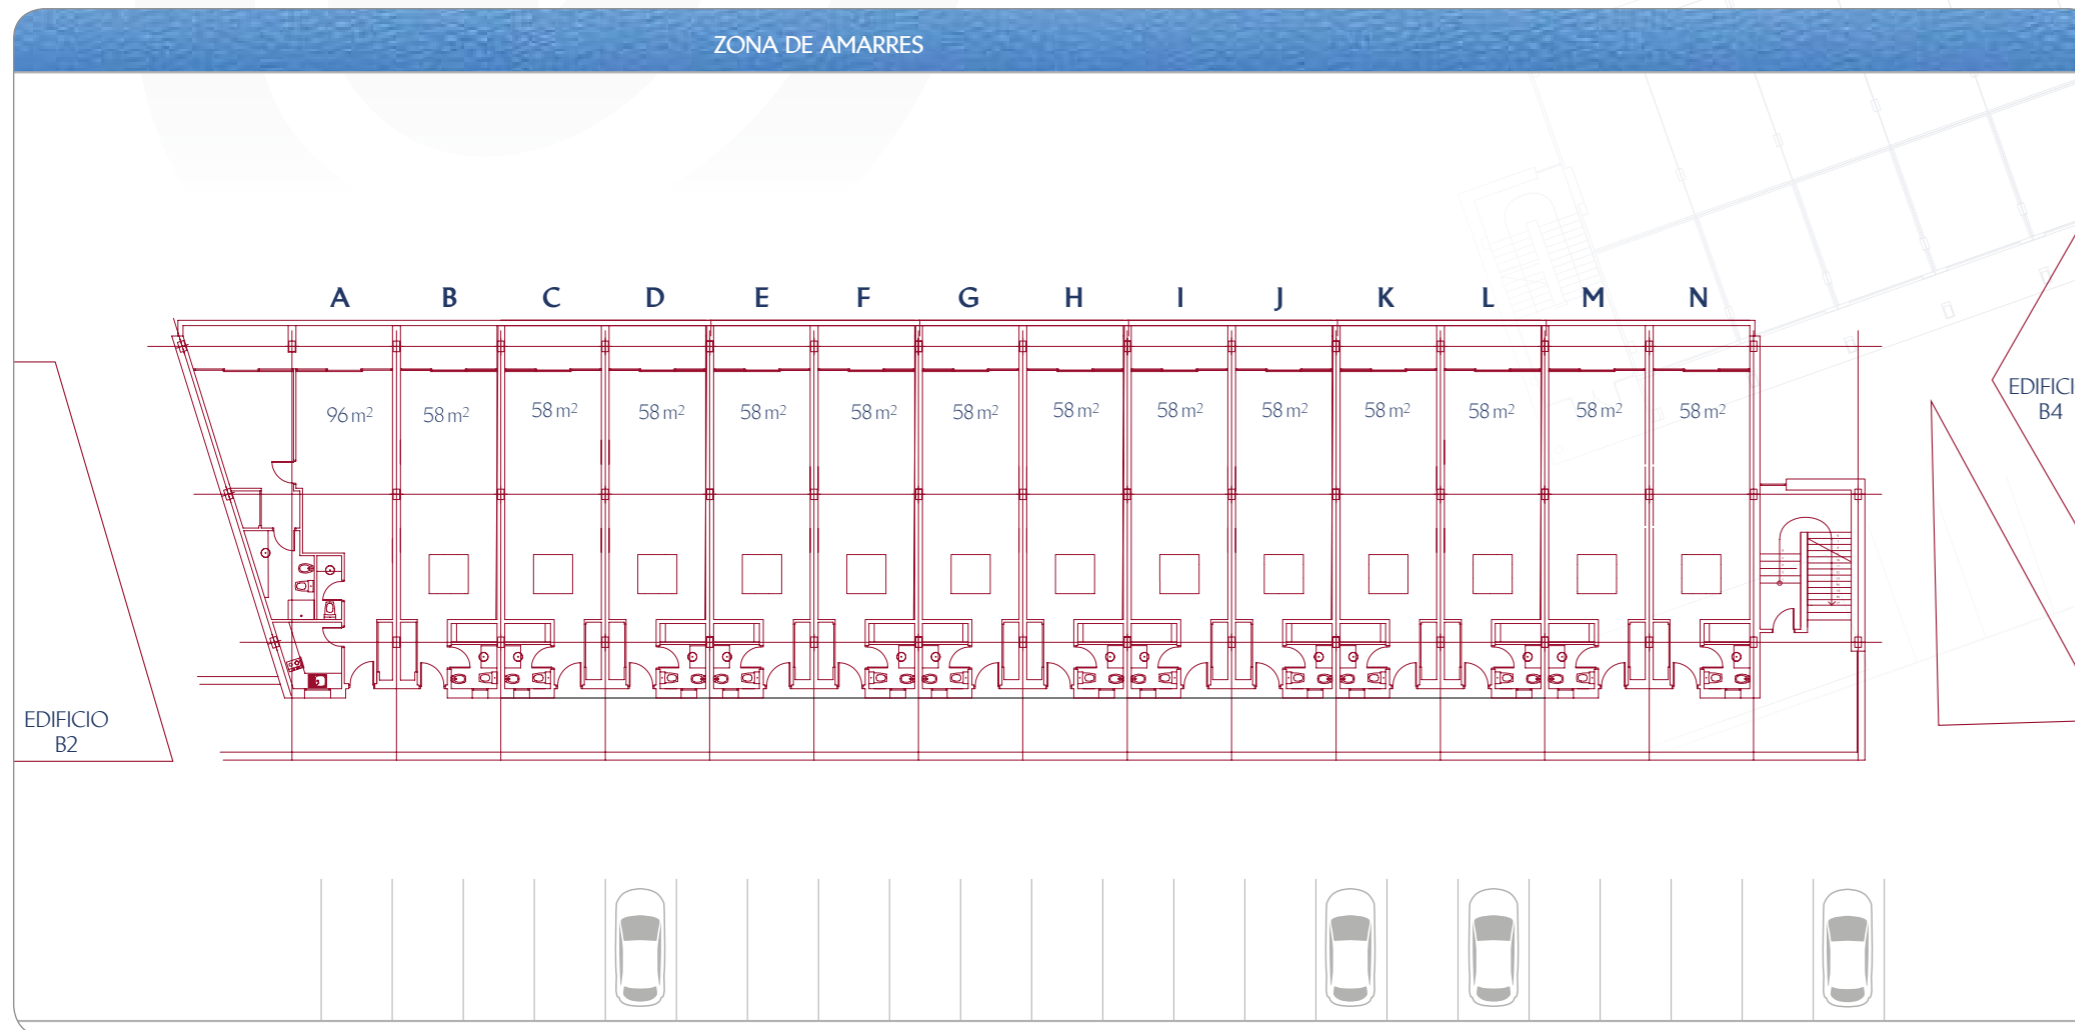 ZONA DE AMARRES
A B C D E F G H I J K L M N
96 m² 58 m² 58 m² 58 m² 58 m² 58 m² 58 m² 58 m² 58 m² 58 m² 58 m² 58 m² 58 m² 58 m²
EDIFICI
B4
EDIFICIO
B2